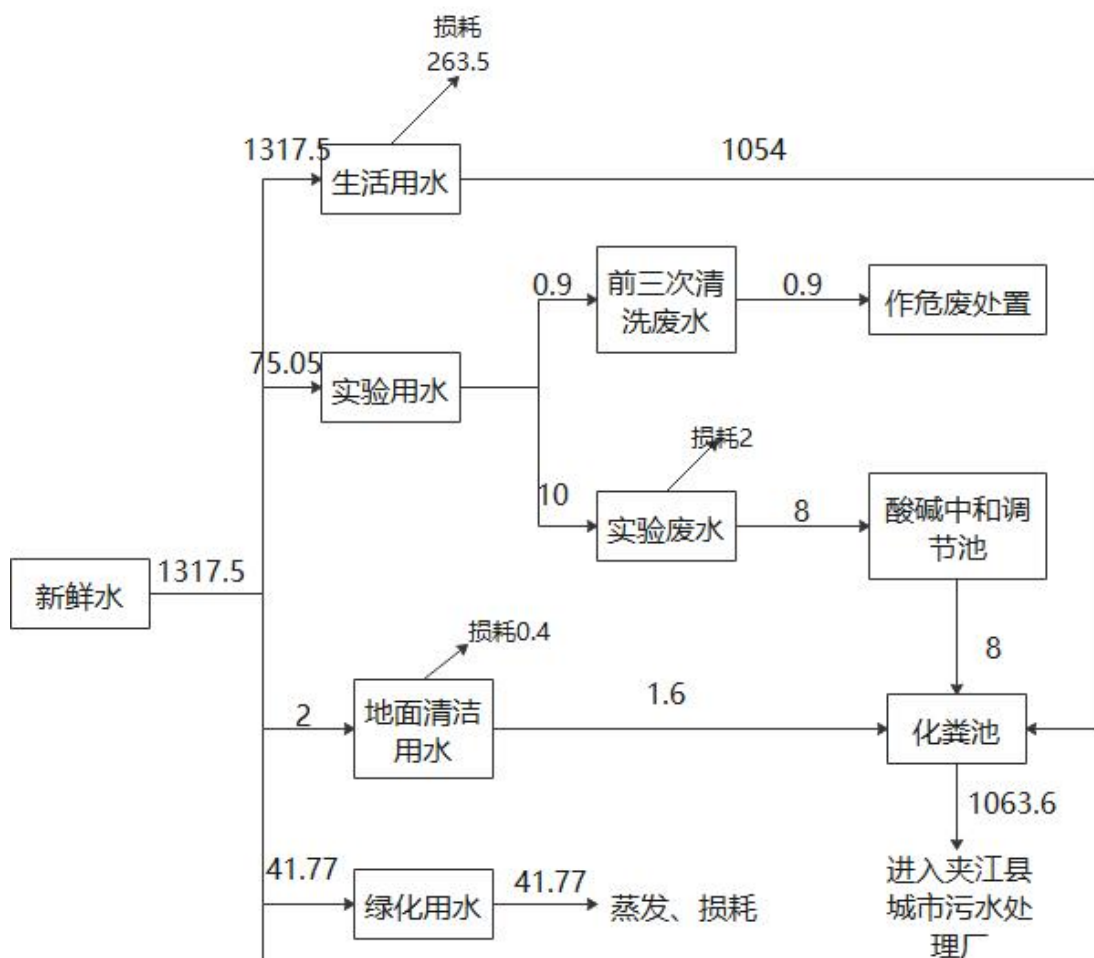 损耗
263.5
1317.5
生活用水
1054
0.9
前三次清
洗废水
0.9
作危废处置
75.05
实验用水
损耗2
10
实验废水
8
酸碱中和调
节池
新鲜水
1317.5
8
损耗0.4
2
地面清洁
用水
1.6
化粪池
1063.6
41.77
绿化用水
41.77
蒸发、损耗
进入夹江县
城市污水处
理厂